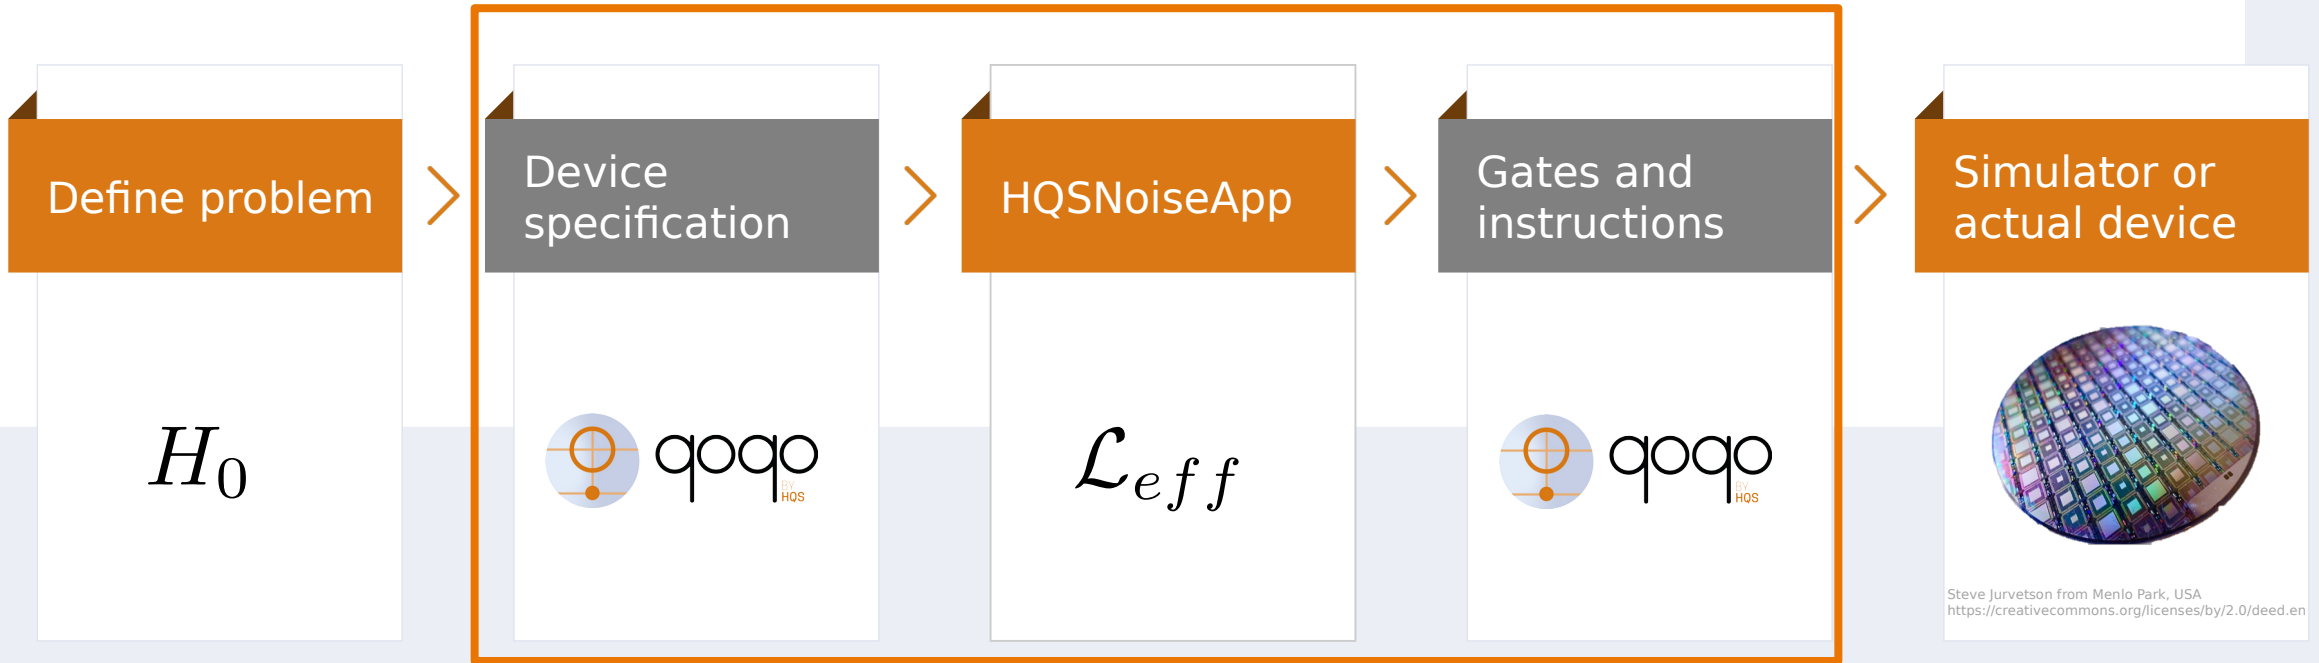 Define problem
Device
specification
HQSNoiseApp
Gates and
instructions
Simulator or
actual device
H₀
qoqo
BY
HQS
ℒ_eff
qoqo
BY
HQS
Steve Jurvetson from Menlo Park, USA
https://creativecommons.org/licenses/by/2.0/deed.en